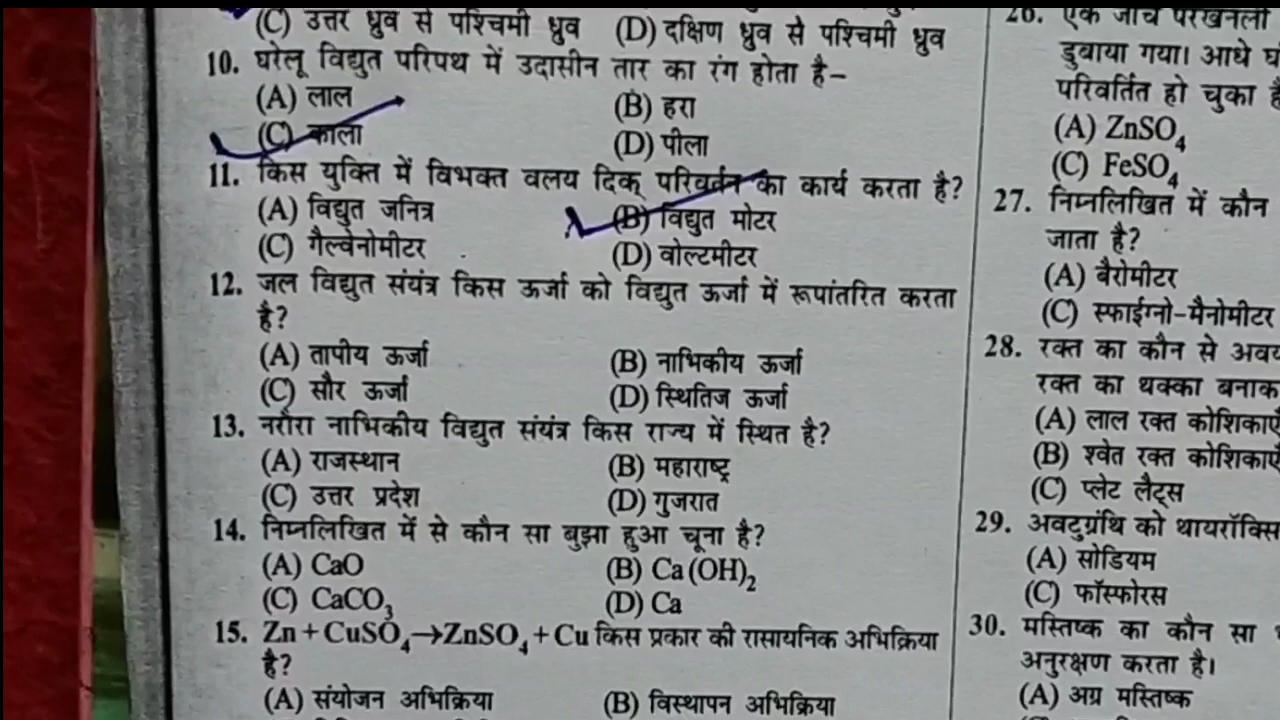 (C) उत्तर ध्रुव से पश्चिमी ध्रुव (D) दक्षिण ध्रुव से पश्चिमी ध्रुव
10. घरेलू विद्युत परिपथ में उदासीन तार का रंग होता है–
(A) लाल (B) हरा
(C) काला (D) पीला
11. किस युक्ति में विभक्त वलय दिक् परिवर्तन का कार्य करता है?
(A) विद्युत जनित्र (B) विद्युत मोटर
(C) गैल्वेनोमीटर (D) वोल्टमीटर
12. जल विद्युत संयंत्र किस ऊर्जा को विद्युत ऊर्जा में रूपांतरित करता
है?
(A) तापीय ऊर्जा (B) नाभिकीय ऊर्जा
(C) सौर ऊर्जा (D) स्थितिज ऊर्जा
13. नरौरा नाभिकीय विद्युत संयंत्र किस राज्य में स्थित है?
(A) राजस्थान (B) महाराष्ट्र
(C) उत्तर प्रदेश (D) गुजरात
14. निम्नलिखित में से कौन सा बुझा हुआ चूना है?
(A) CaO (B) Ca(OH)₂
(C) CaCO₃ (D) Ca
15. Zn+CuSO₄→ZnSO₄+Cu किस प्रकार की रासायनिक अभिक्रिया
है?
(A) संयोजन अभिक्रिया (B) विस्थापन अभिक्रिया
26. एक जाँच परखनली
डुबाया गया। आधे
परिवर्तित हो चुका
(A) ZnSO₄
(C) FeSO₄
27. निम्नलिखित में कौन
जाता है?
(A) बैरोमीटर
(C) स्फाईग्नो-मैनोमीटर
28. रक्त का कौन से
रक्त का थक्का बनाक
(A) लाल रक्त कोशिकाएँ
(B) श्वेत रक्त कोशिकाएँ
(C) प्लेट लैट्स
29. अवटुग्रंथि को
(A) सोडियम
(C) फॉस्फोरस
30. मस्तिष्क का कौन सा
अनुरक्षण करता है।
(A) अग्र मस्तिष्क